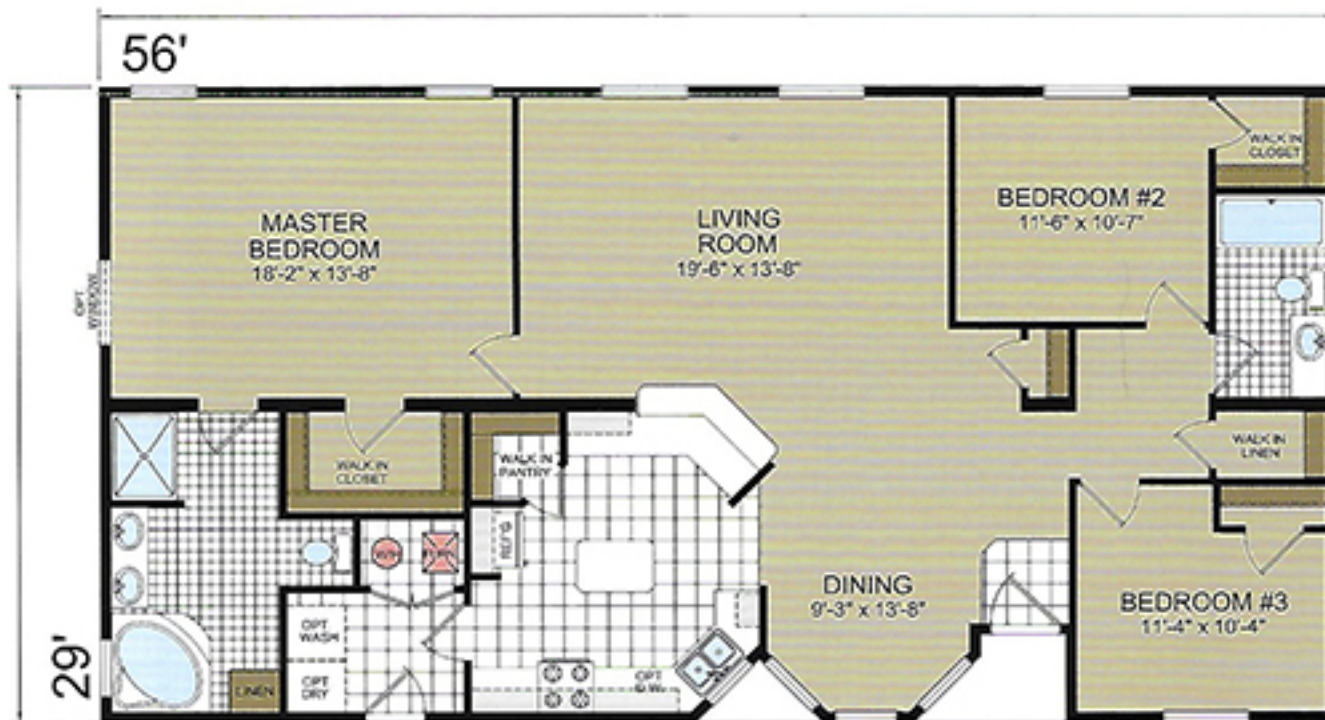 56'
MASTER
BEDROOM
18'-2" x 13'-8"
LIVING
ROOM
19'-6" x 13'-8"
BEDROOM #2
11'-6" x 10'-7"
WALK IN
CLOSET
OPT
WINDOW
WALK IN
CLOSET
WALK IN
PANTRY
WALK IN
LINEN
REFG
W/H
FURN
DINING
9'-3" x 13'-8"
BEDROOM #3
11'-4" x 10'-4"
OPT
WASH
OPT
DRY
LINEN
OPT
D.W.
29'